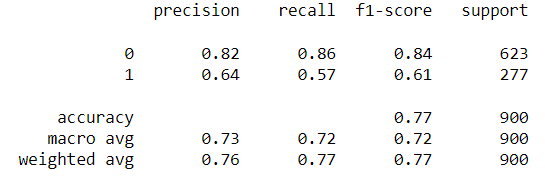 precision recall f1-score support
0 0.82 0.86 0.84 623
1 0.64 0.57 0.61 277
accuracy 0.77 900
macro avg 0.73 0.72 0.72 900
weighted avg 0.76 0.77 0.77 900